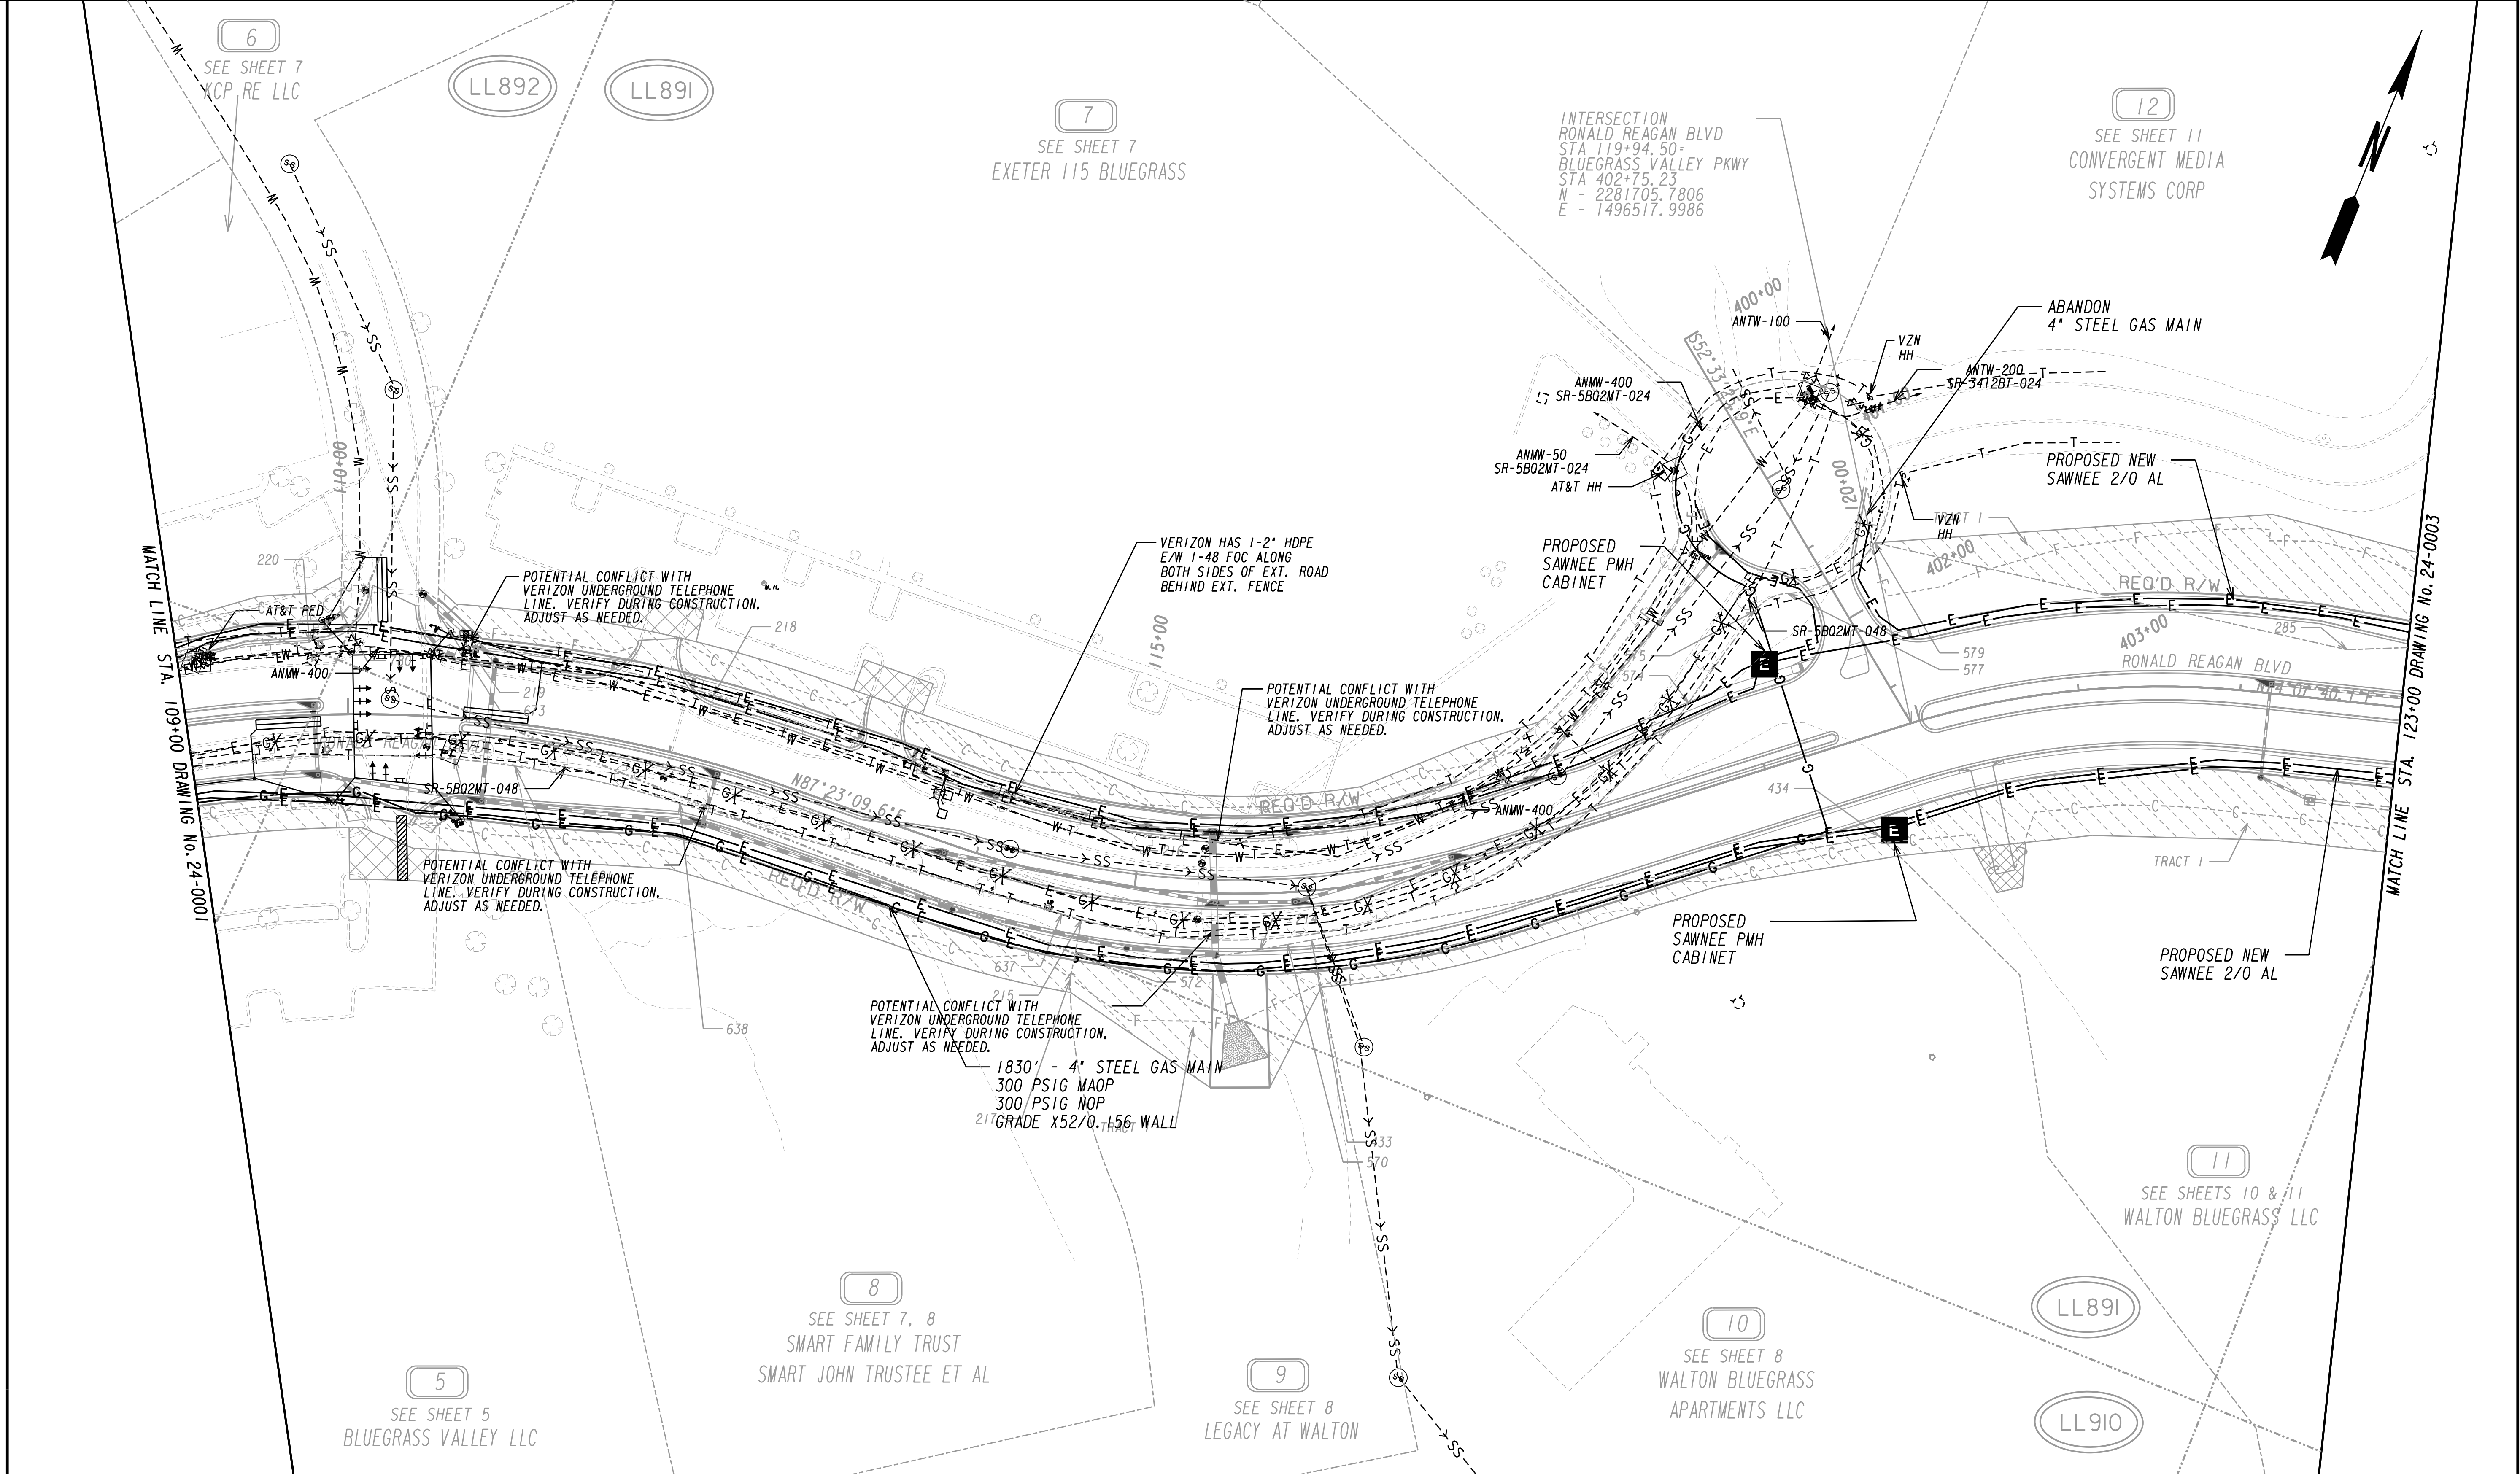 6
SEE SHEET 7
KCP RE LLC
LL892
LL891
7
SEE SHEET 7
EXETER 115 BLUEGRASS
INTERSECTION
RONALD REAGAN BLVD
STA 119+94.50=
BLUEGRASS VALLEY PKWY
STA 402+75.23
N - 2281705.7806
E - 1496517.9986
12
SEE SHEET 11
CONVERGENT MEDIA
SYSTEMS CORP
N
ABANDON
4" STEEL GAS MAIN
400+00
ANTW-100
VZN
HH
ANTW-200
SR-3412BT-024
ANMW-400
SR-5BQ2MT-024
ANMW-50
SR-5BQ2MT-024
AT&T HH
PROPOSED NEW
SAWNEE 2/0 AL
VZN
HH
TRACT 1
120+00
402+00
REQ'D R/W
403+00
285
RONALD REAGAN BLVD
PROPOSED
SAWNEE PMH
CABINET
SR-5BQ2MT-048
579
577
575
574
434
VERIZON HAS 1-2" HDPE
E/W 1-48 FOC ALONG
BOTH SIDES OF EXT. ROAD
BEHIND EXT. FENCE
110+00
115+00
220
AT&T PED
ANMW-400
POTENTIAL CONFLICT WITH
VERIZON UNDERGROUND TELEPHONE
LINE. VERIFY DURING CONSTRUCTION,
ADJUST AS NEEDED.
218
219
673
POTENTIAL CONFLICT WITH
VERIZON UNDERGROUND TELEPHONE
LINE. VERIFY DURING CONSTRUCTION,
ADJUST AS NEEDED.
SR-5BQ2MT-048
N87°23'09.6"E
REQ'D R/W
ANMW-400
POTENTIAL CONFLICT WITH
VERIZON UNDERGROUND TELEPHONE
LINE. VERIFY DURING CONSTRUCTION,
ADJUST AS NEEDED.
REQ'D R/W
MATCH LINE STA. 109+00 DRAWING No. 24-0001
MATCH LINE STA. 123+00 DRAWING No. 24-0003
637
215
572
638
POTENTIAL CONFLICT WITH
VERIZON UNDERGROUND TELEPHONE
LINE. VERIFY DURING CONSTRUCTION,
ADJUST AS NEEDED.
1830' - 4" STEEL GAS MAIN
300 PSIG MAOP
300 PSIG NOP
GRADE X52/0.156 WALL
217
TRACT 1
570
PROPOSED
SAWNEE PMH
CABINET
TRACT 1
PROPOSED NEW
SAWNEE 2/0 AL
11
SEE SHEETS 10 & 11
WALTON BLUEGRASS LLC
LL891
LL910
8
SEE SHEET 7, 8
SMART FAMILY TRUST
SMART JOHN TRUSTEE ET AL
5
SEE SHEET 5
BLUEGRASS VALLEY LLC
9
SEE SHEET 8
LEGACY AT WALTON
10
SEE SHEET 8
WALTON BLUEGRASS
APARTMENTS LLC